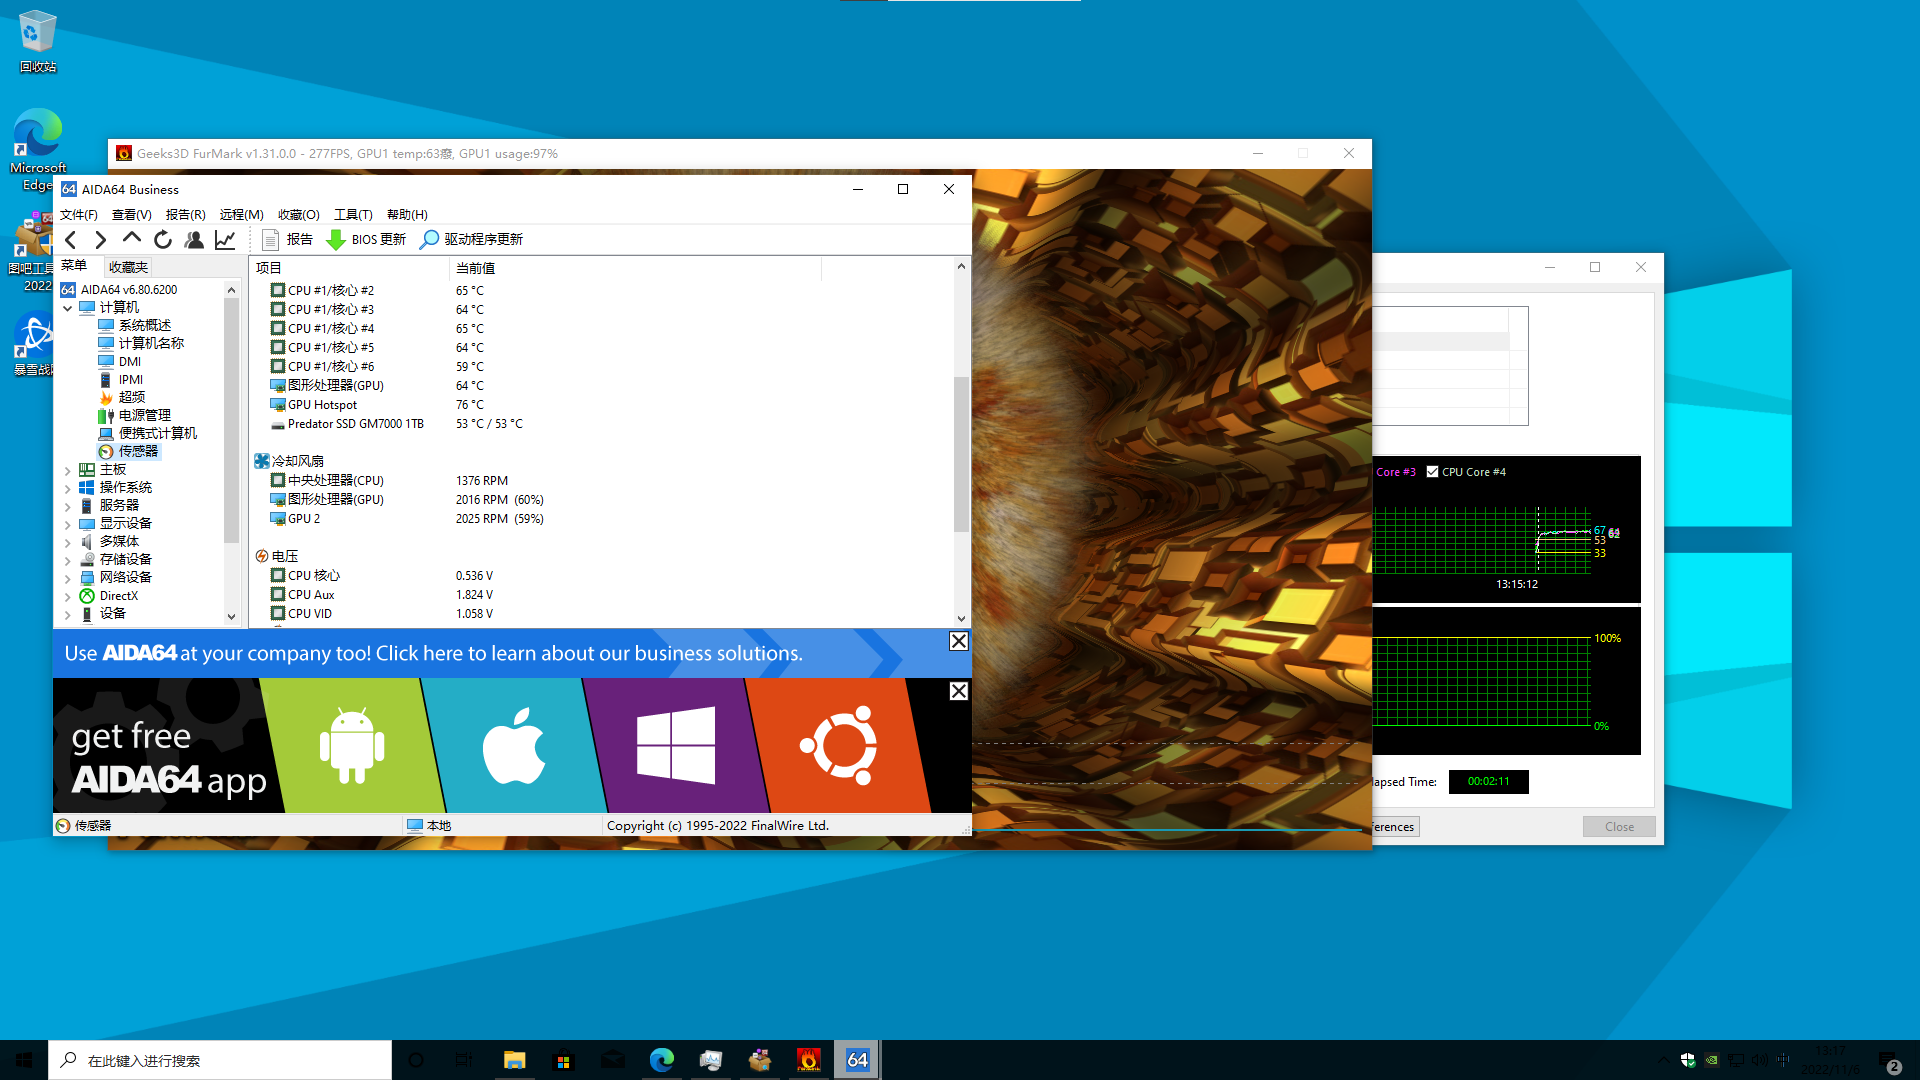 回收站
Microsoft
Edge
图吧工具
2022
暴雪战网
Geeks3D FurMark v1.31.0.0 - 277FPS, GPU1 temp:63癈, GPU1 usage:97%
AIDA64 Business
文件(F) 查看(V) 报告(R) 远程(M) 收藏(O) 工具(T) 帮助(H)
报告 BIOS 更新 驱动程序更新
菜单 收藏夹
AIDA64 v6.80.6200
计算机
系统概述
计算机名称
DMI
IPMI
超频
电源管理
便携式计算机
传感器
主板
操作系统
服务器
显示设备
多媒体
存储设备
网络设备
DirectX
设备
项目 当前值
CPU #1/核心 #2 65 °C
CPU #1/核心 #3 64 °C
CPU #1/核心 #4 65 °C
CPU #1/核心 #5 64 °C
CPU #1/核心 #6 59 °C
图形处理器(GPU) 64 °C
GPU Hotspot 76 °C
Predator SSD GM7000 1TB 53 °C / 53 °C
冷却风扇
中央处理器(CPU) 1376 RPM
图形处理器(GPU) 2016 RPM (60%)
GPU 2 2025 RPM (59%)
电压
CPU 核心 0.536 V
CPU Aux 1.824 V
CPU VID 1.058 V
Use AIDA64 at your company too! Click here to learn about our business solutions.
get free
AIDA64 app
传感器 本地 Copyright (c) 1995-2022 FinalWire Ltd.
Core #3 CPU Core #4
67
62
53
33
13:15:12
100%
0%
lapsed Time: 00:02:11
ferences Close
在此键入进行搜索
64
中
13:17
2022/11/6
2